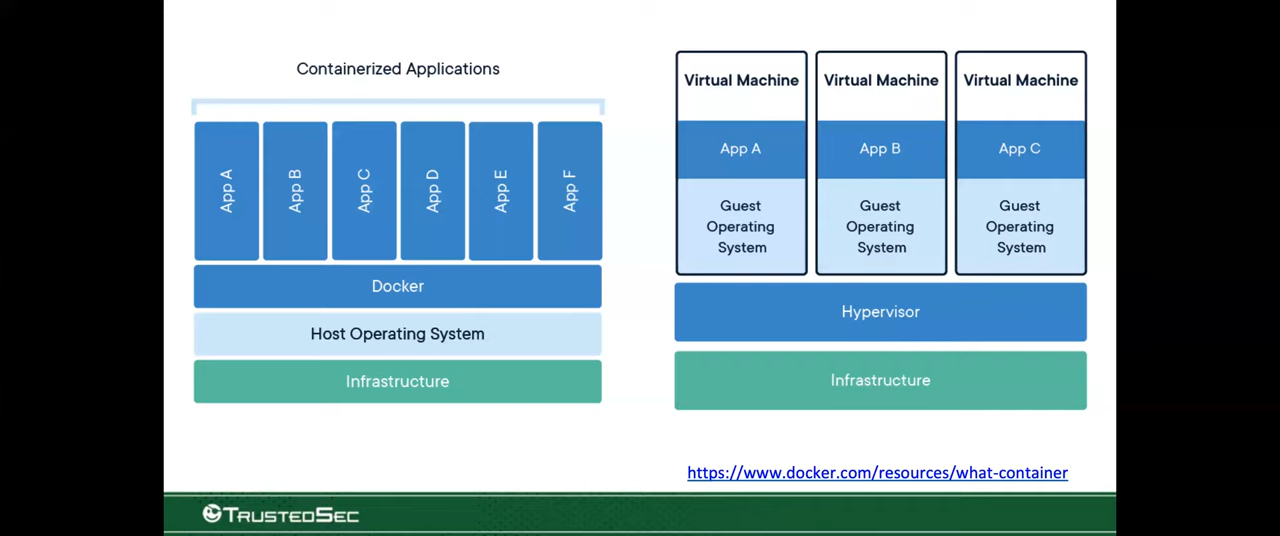 Containerized Applications
App A
App B
App C
App D
App E
App F
Docker
Host Operating System
Infrastructure
Virtual Machine
App A
Guest
Operating
System
Virtual Machine
App B
Guest
Operating
System
Virtual Machine
App C
Guest
Operating
System
Hypervisor
Infrastructure
https://www.docker.com/resources/what-container
TRUSTEDSEC